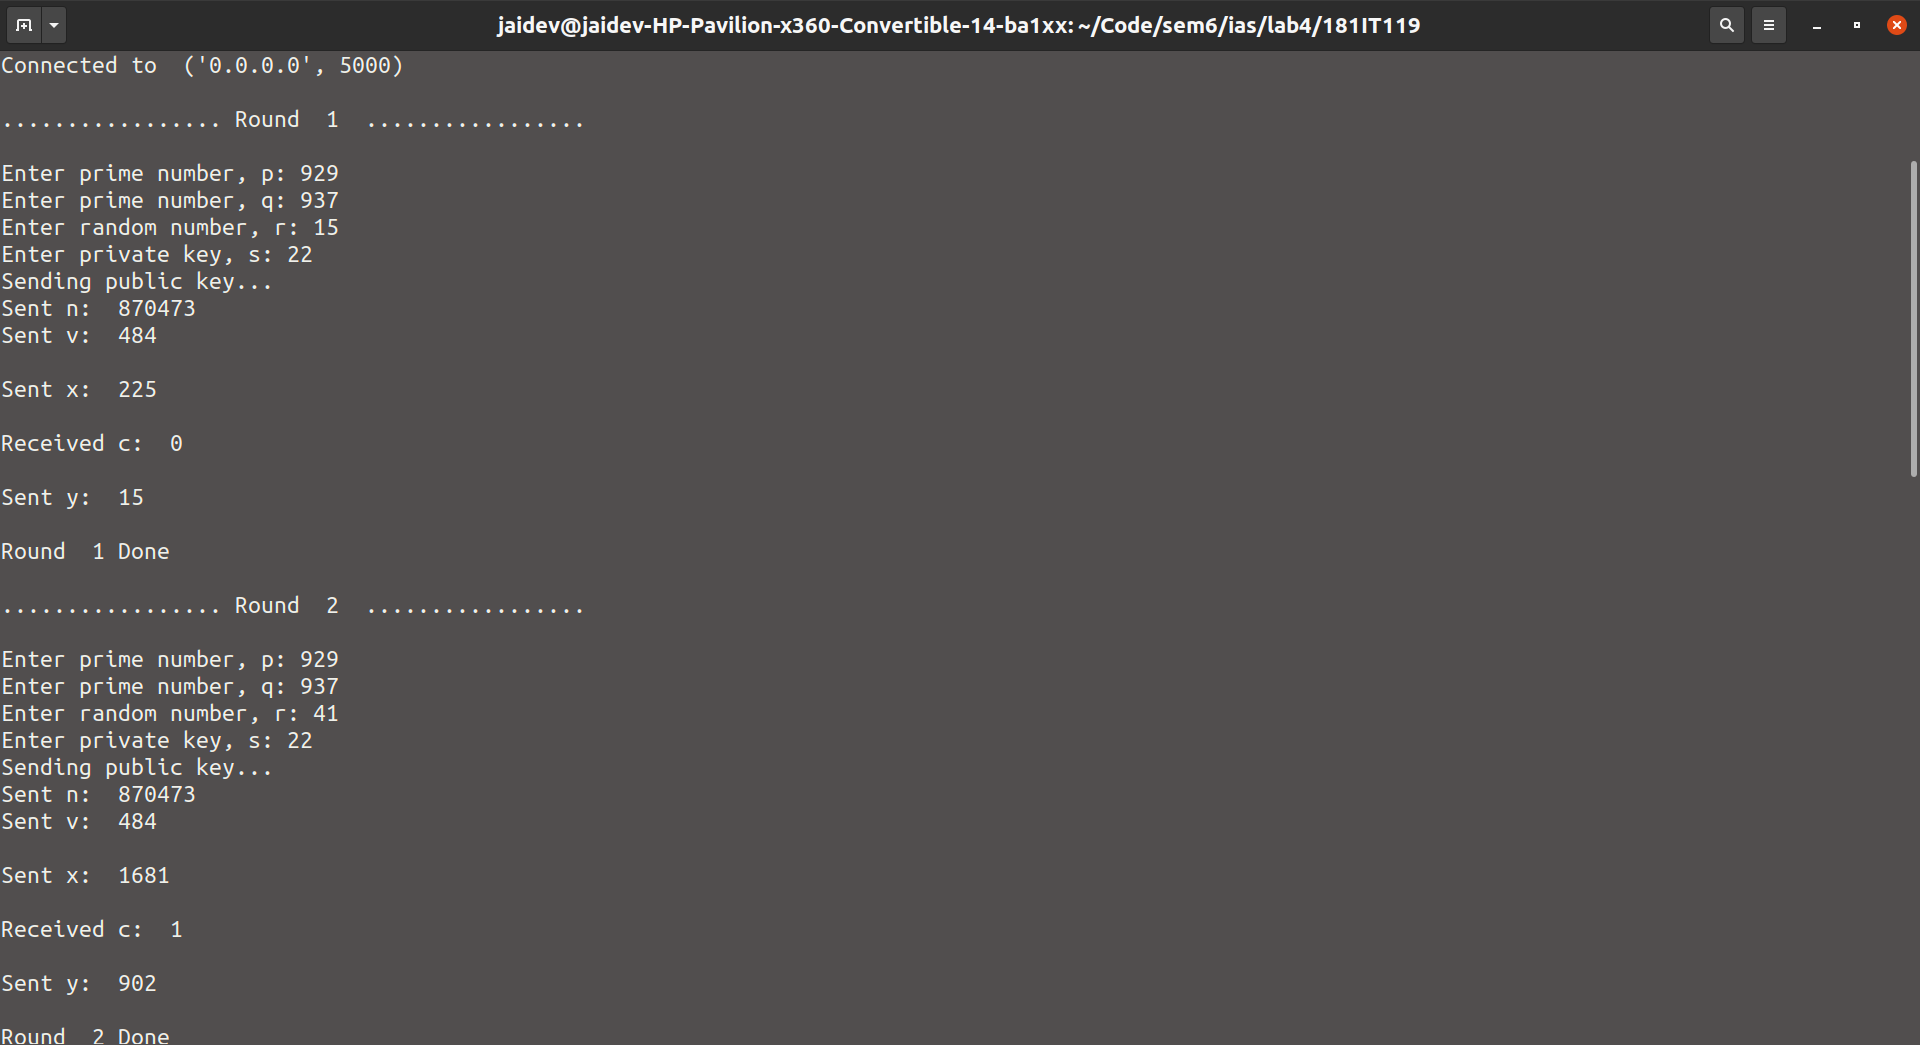 jaidev@jaidev-HP-Pavilion-x360-Convertible-14-ba1xx: ~/Code/sem6/ias/lab4/181IT119
Connected to  ('0.0.0.0', 5000)
................. Round  1  .................
Enter prime number, p: 929
Enter prime number, q: 937
Enter random number, r: 15
Enter private key, s: 22
Sending public key...
Sent n:  870473
Sent v:  484
Sent x:  225
Received c:  0
Sent y:  15
Round  1 Done
................. Round  2  .................
Enter prime number, p: 929
Enter prime number, q: 937
Enter random number, r: 41
Enter private key, s: 22
Sending public key...
Sent n:  870473
Sent v:  484
Sent x:  1681
Received c:  1
Sent y:  902
Round  2 Done